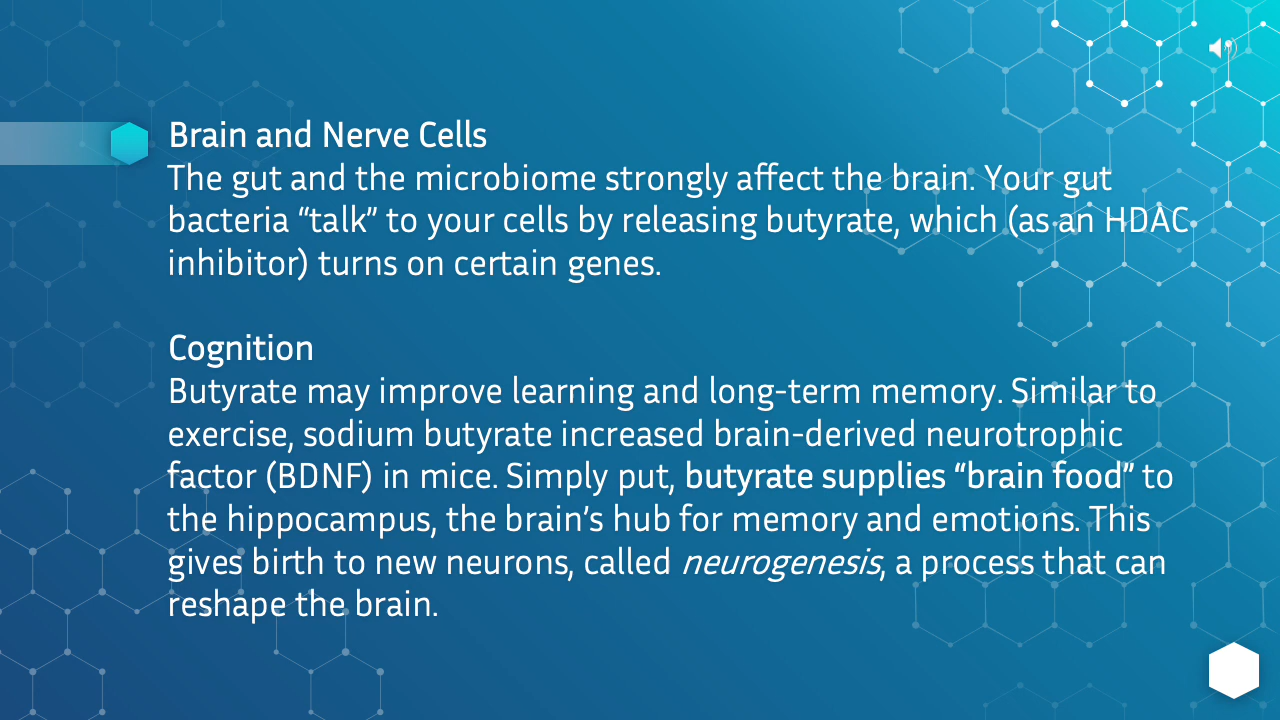 Brain and Nerve Cells
The gut and the microbiome strongly affect the brain. Your gut
bacteria “talk” to your cells by releasing butyrate, which (as an HDAC
inhibitor) turns on certain genes.
Cognition
Butyrate may improve learning and long-term memory. Similar to
exercise, sodium butyrate increased brain-derived neurotrophic
factor (BDNF) in mice. Simply put, butyrate supplies “brain food” to
the hippocampus, the brain’s hub for memory and emotions. This
gives birth to new neurons, called neurogenesis, a process that can
reshape the brain.